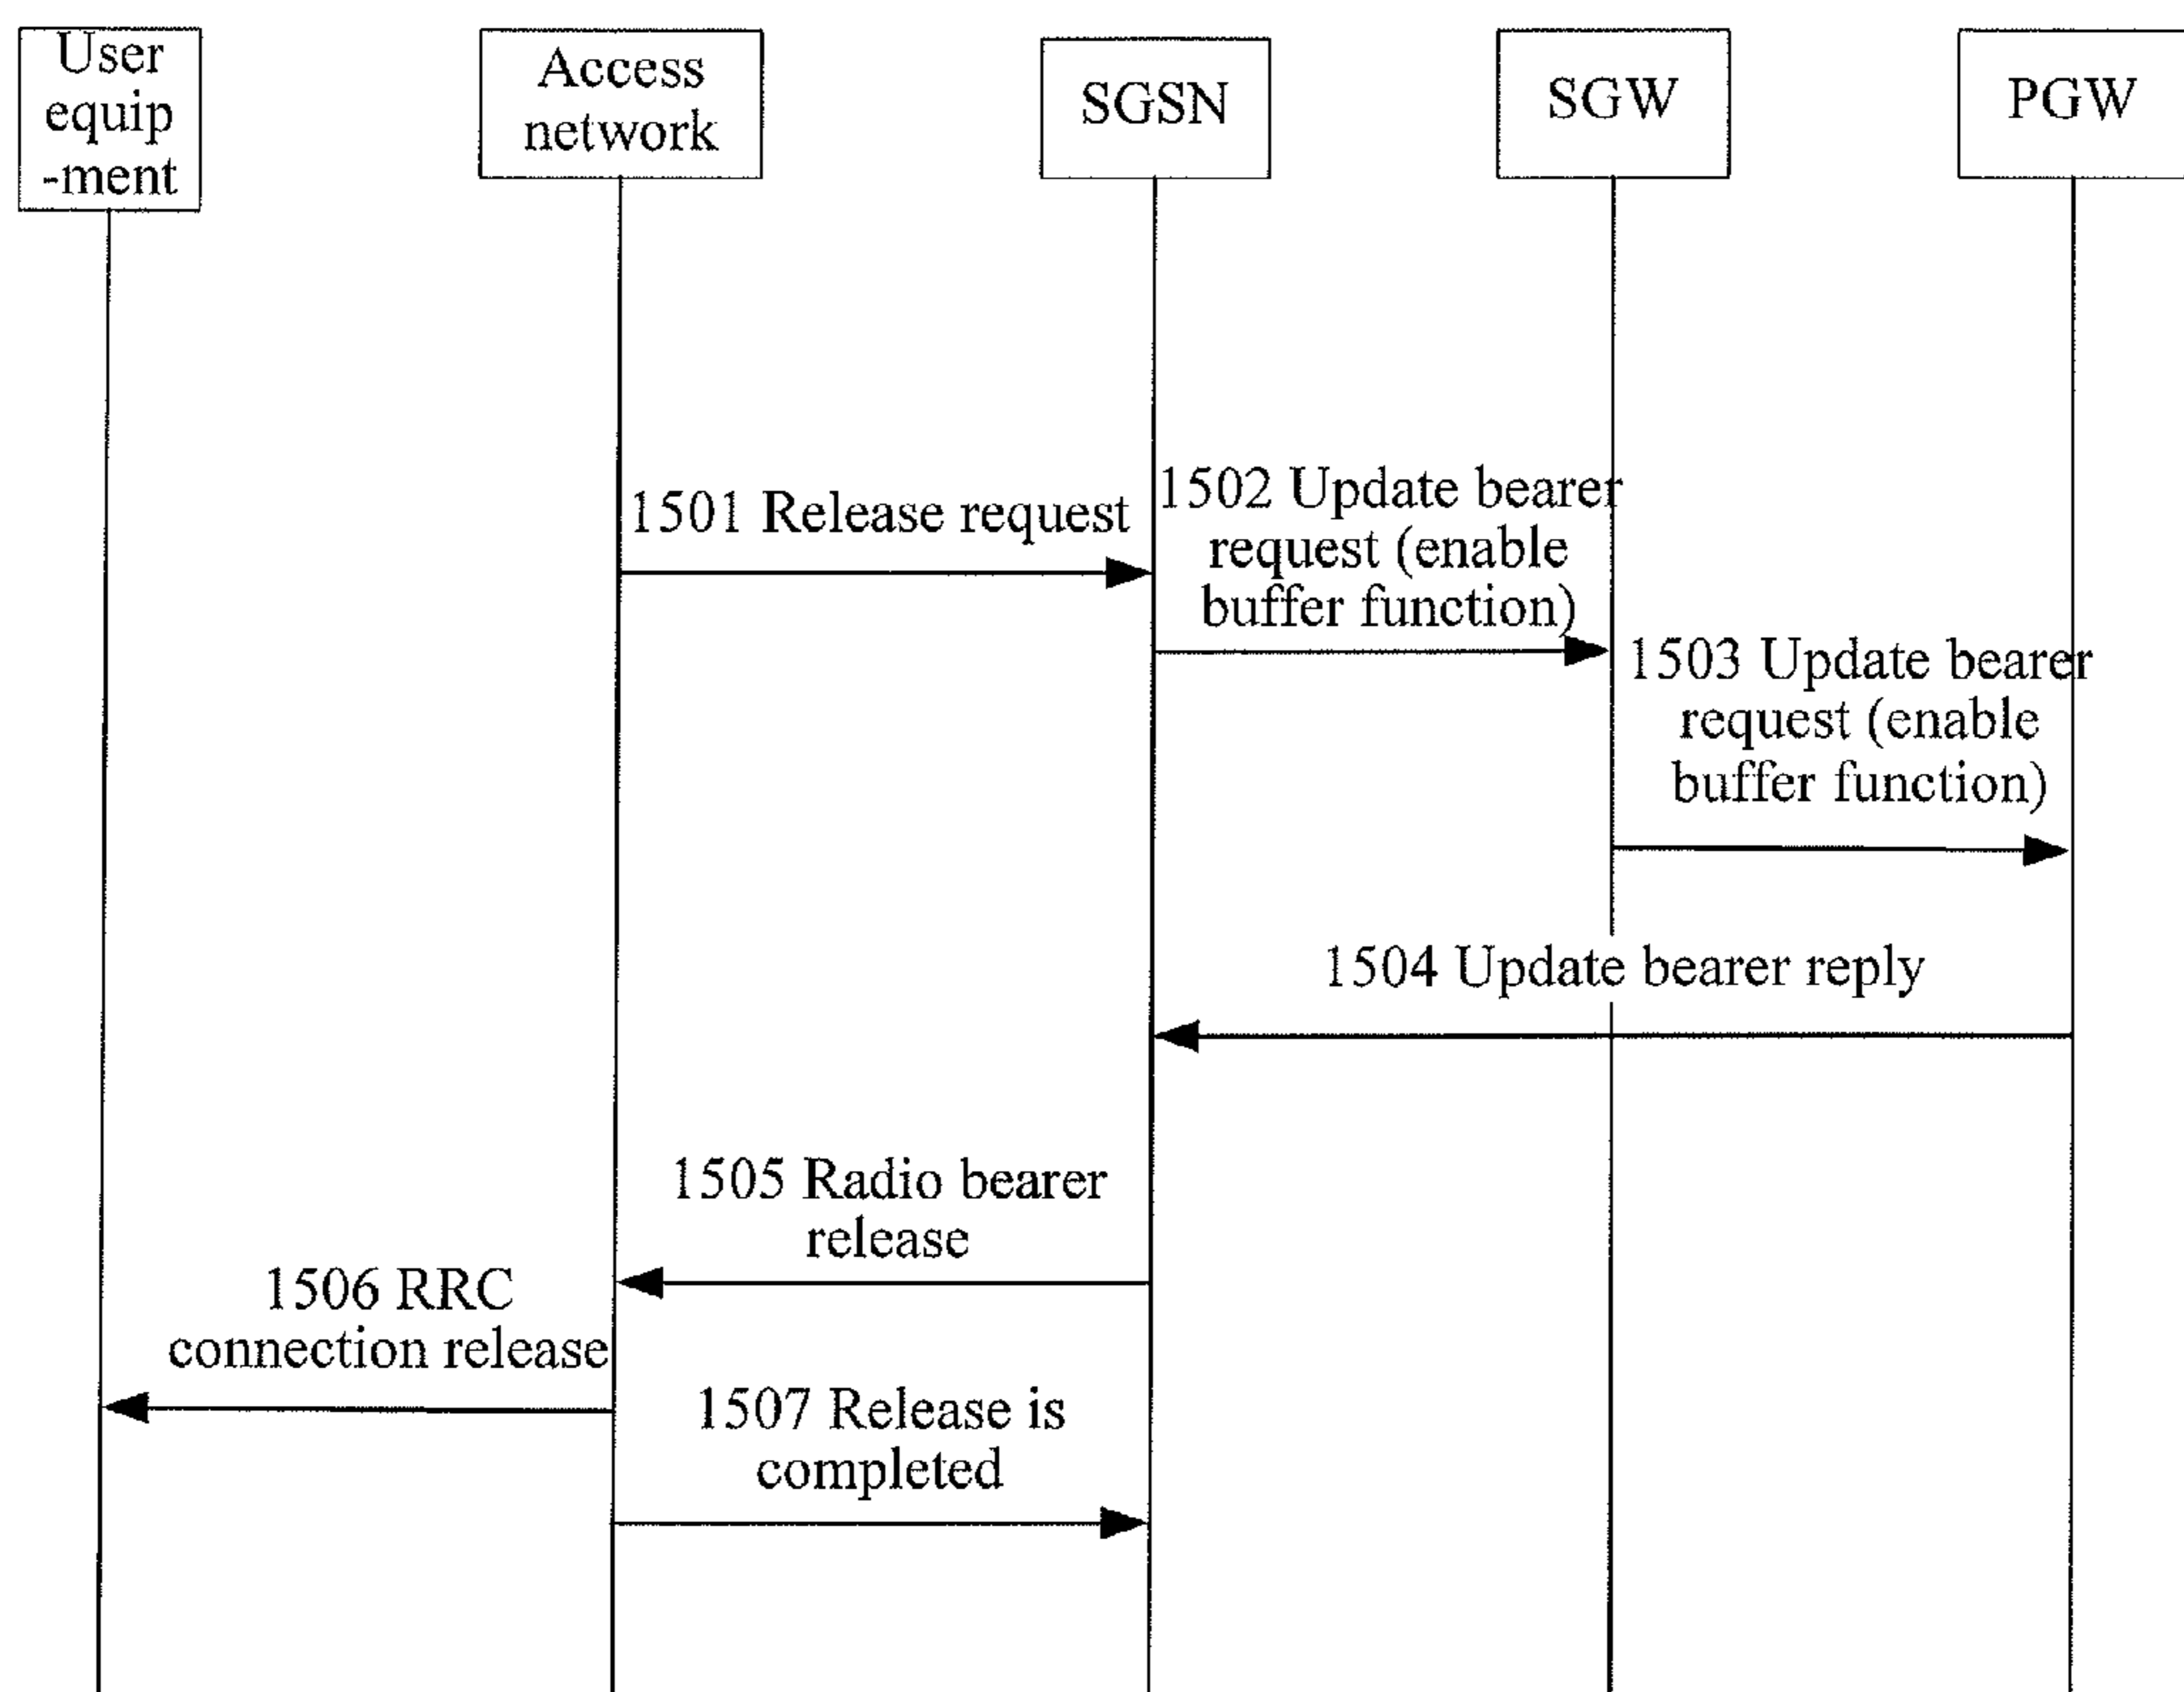 User
equip
-ment
Access
network
SGSN
SGW
PGW
1501 Release request
1502 Update bearer
request (enable
buffer function)
1503 Update bearer
request (enable
buffer function)
1504 Update bearer reply
1505 Radio bearer
release
1506 RRC
connection release
1507 Release is
completed